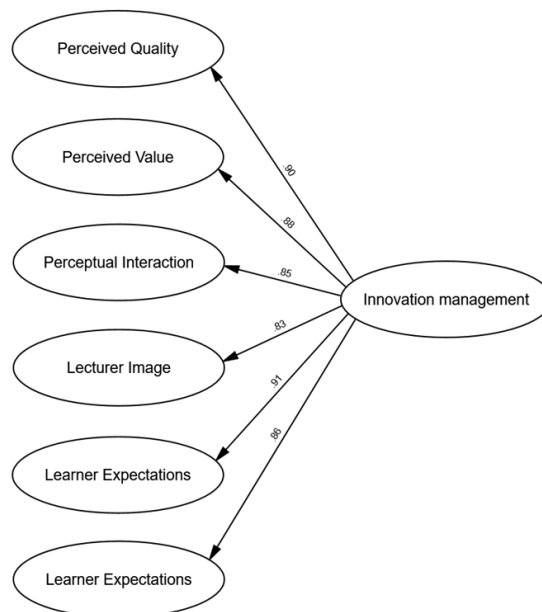 Perceived Quality
.90
Perceived Value
.88
Perceptual Interaction
.85
Innovation management
Lecturer Image
.83
Learner Expectations
.91
Learner Expectations
.86